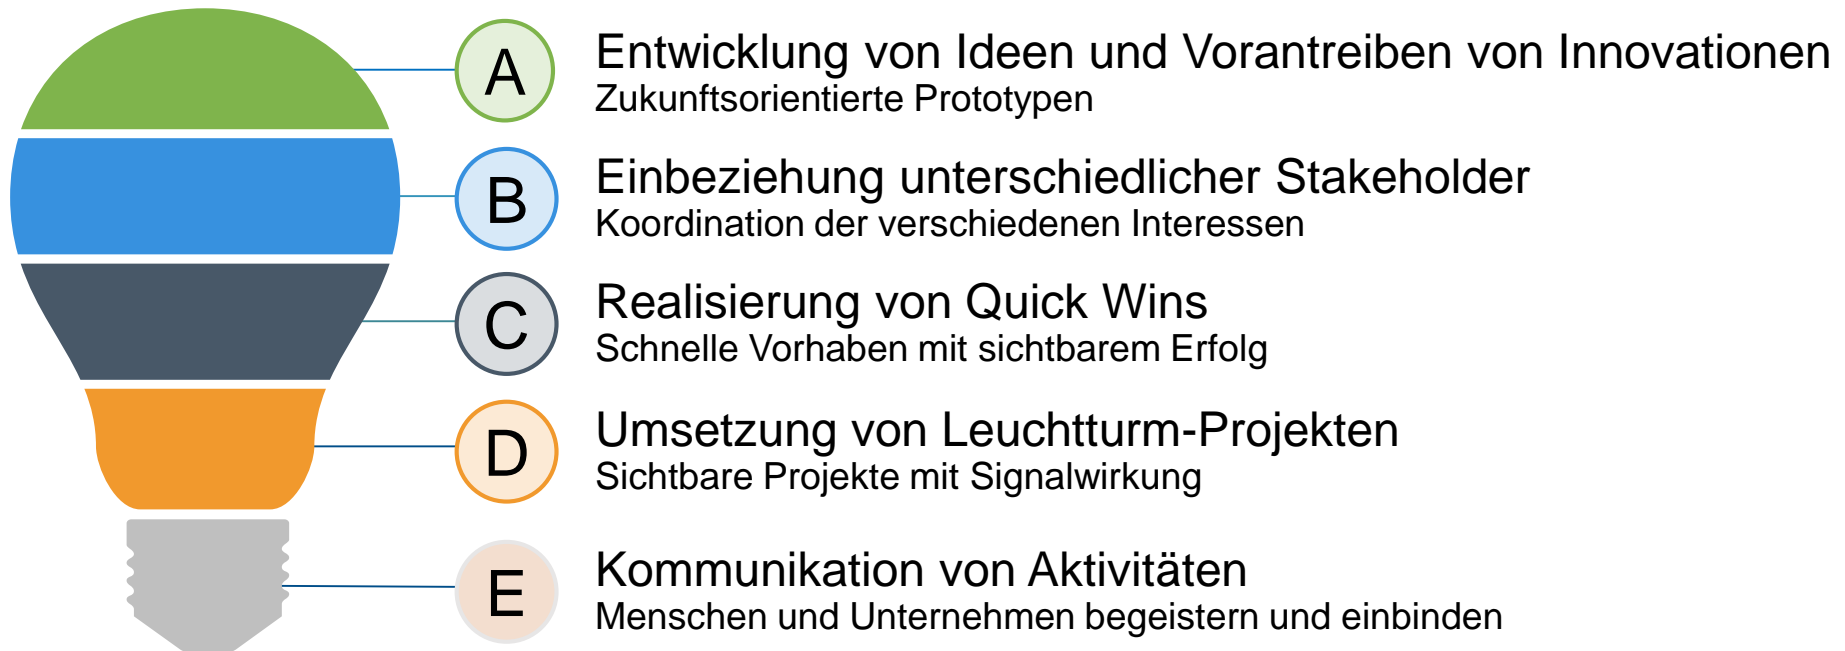 A
Entwicklung von Ideen und Vorantreiben von Innovationen
Zukunftsorientierte Prototypen
B
Einbeziehung unterschiedlicher Stakeholder
Koordination der verschiedenen Interessen
C
Realisierung von Quick Wins
Schnelle Vorhaben mit sichtbarem Erfolg
D
Umsetzung von Leuchtturm-Projekten
Sichtbare Projekte mit Signalwirkung
E
Kommunikation von Aktivitäten
Menschen und Unternehmen begeistern und einbinden